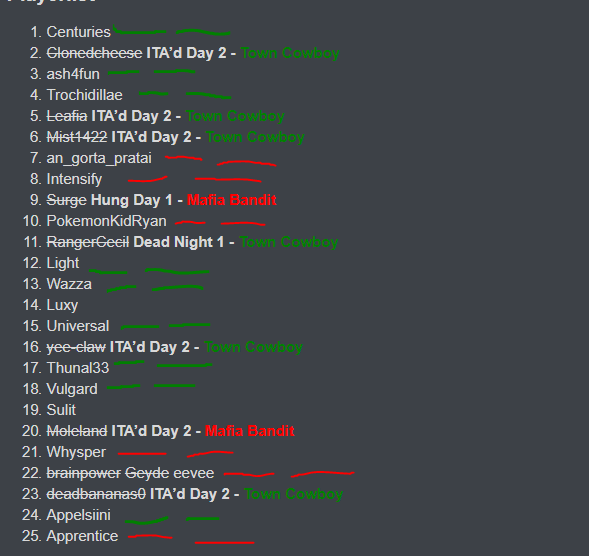 1. Centuries
2. Glonedcheese ITA'd Day 2 - Town Cowboy
3. ash4fun
4. Trochidillae
5. Leafia ITA'd Day 2 - Town Cowboy
6. Mist1422 ITA'd Day 2 - Town Cowboy
7. an_gorta_pratai
8. Intensify
9. Surge Hung Day 1 - Mafia Bandit
10. PokemonKidRyan
11. RangerCecil Dead Night 1 - Town Cowboy
12. Light
13. Wazza
14. Luxy
15. Universal
16. yee-claw ITA'd Day 2 - Town Cowboy
17. Thunal33
18. Vulgard
19. Sulit
20. Moleland ITA'd Day 2 - Mafia Bandit
21. Whysper
22. brainpower Geyde eevee
23. deadbananas0 ITA'd Day 2 - Town Cowboy
24. Appelsiini
25. Apprentice